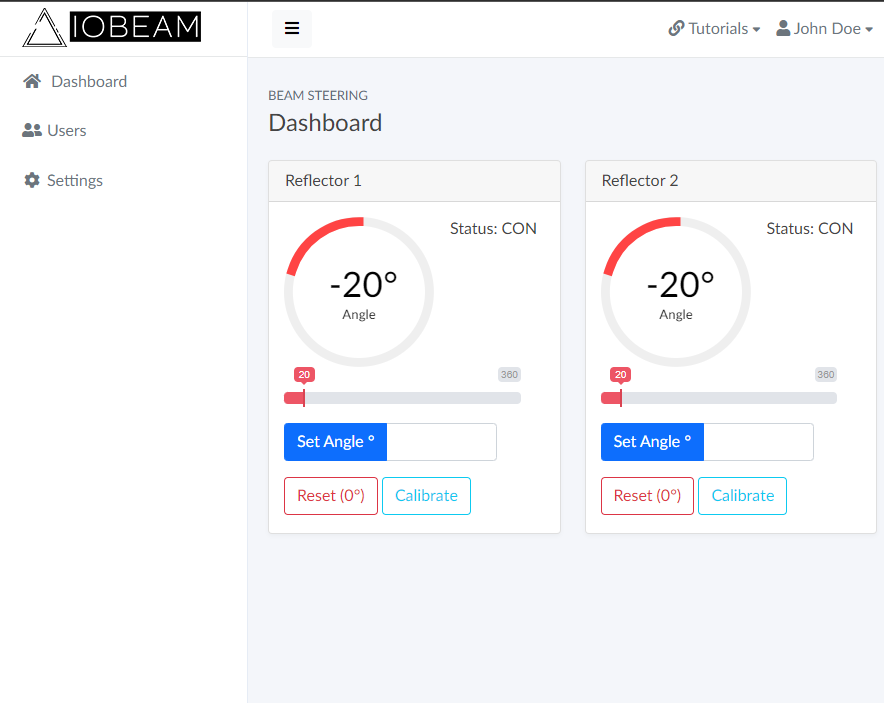 IOBEAM
Tutorials
John Doe
Dashboard
Users
Settings
BEAM STEERING
Dashboard
Reflector 1
Status: CON
-20°
Angle
20
360
Set Angle °
Reset (0°)
Calibrate
Reflector 2
Status: CON
-20°
Angle
20
360
Set Angle °
Reset (0°)
Calibrate